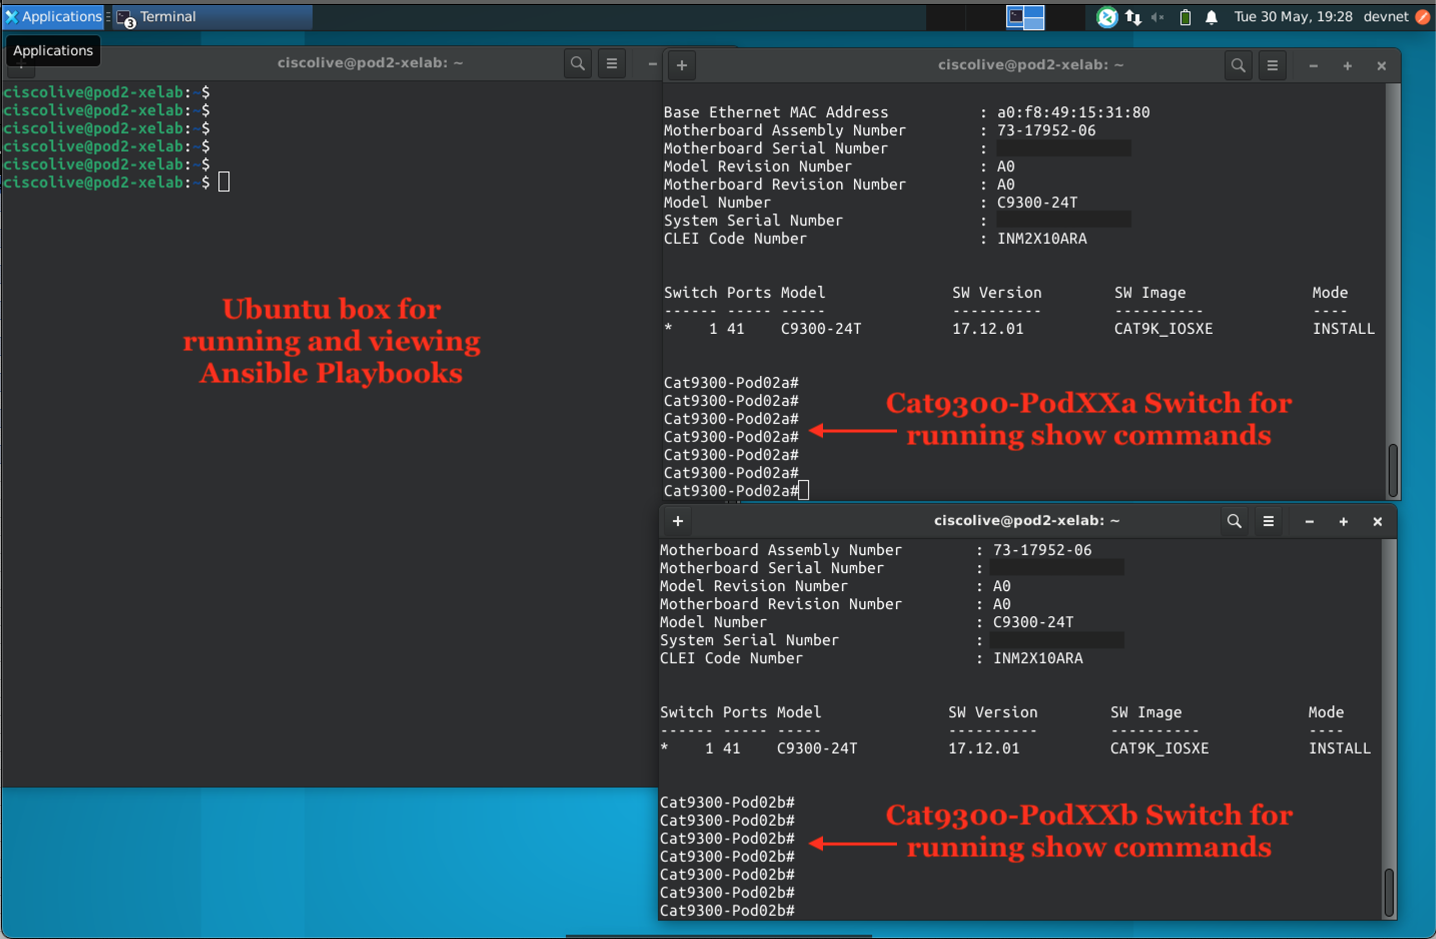 Applications
3
Terminal
Tue 30 May, 19:28
devnet
Applications
ciscolive@pod2-xelab: ~
ciscolive@pod2-xelab:~$
ciscolive@pod2-xelab:~$
ciscolive@pod2-xelab:~$
ciscolive@pod2-xelab:~$
ciscolive@pod2-xelab:~$
ciscolive@pod2-xelab:~$
Ubuntu box for
running and viewing
Ansible Playbooks
ciscolive@pod2-xelab: ~
Base Ethernet MAC Address : a0:f8:49:15:31:80
Motherboard Assembly Number : 73-17952-06
Motherboard Serial Number :
Model Revision Number : A0
Motherboard Revision Number : A0
Model Number : C9300-24T
System Serial Number :
CLEI Code Number : INM2X10ARA
Switch Ports Model SW Version SW Image Mode
------ ----- ----- ---------- ---------- ----
* 1 41 C9300-24T 17.12.01 CAT9K_IOSXE INSTALL
Cat9300-Pod02a#
Cat9300-Pod02a#
Cat9300-Pod02a#
Cat9300-Pod02a#
Cat9300-Pod02a#
Cat9300-Pod02a#
Cat9300-Pod02a#
Cat9300-PodXXa Switch for
running show commands
ciscolive@pod2-xelab: ~
Motherboard Assembly Number : 73-17952-06
Motherboard Serial Number :
Model Revision Number : A0
Motherboard Revision Number : A0
Model Number : C9300-24T
System Serial Number :
CLEI Code Number : INM2X10ARA
Switch Ports Model SW Version SW Image Mode
------ ----- ----- ---------- ---------- ----
* 1 41 C9300-24T 17.12.01 CAT9K_IOSXE INSTALL
Cat9300-Pod02b#
Cat9300-Pod02b#
Cat9300-Pod02b#
Cat9300-Pod02b#
Cat9300-Pod02b#
Cat9300-Pod02b#
Cat9300-Pod02b#
Cat9300-PodXXb Switch for
running show commands